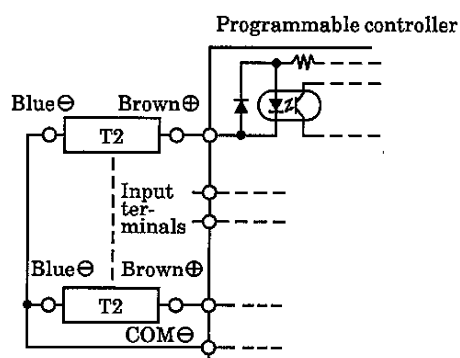 Programmable controller
Blue⊖ Brown⊕
T2
Input
ter-
minals
Blue⊖ Brown⊕
T2
COM⊖